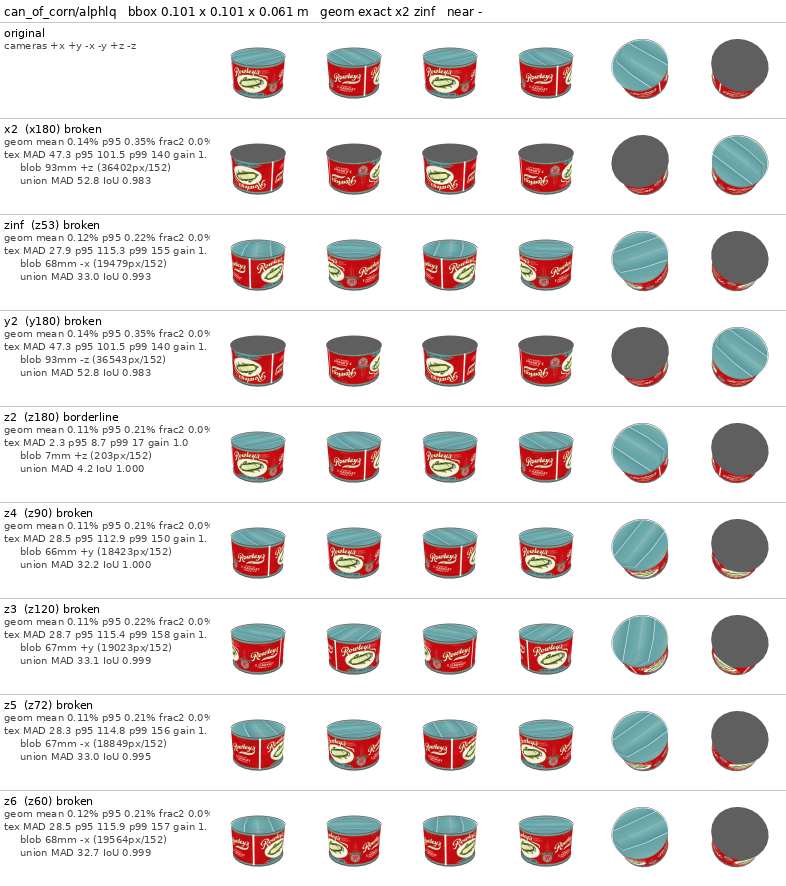 can_of_corn/alphlq   bbox 0.101 x 0.101 x 0.061 m   geom exact x2 zinf   near -
original
cameras +x +y -x -y +z -z
x2  (x180) broken
geom mean 0.14% p95 0.35% frac2 0.0%
tex MAD 47.3 p95 101.5 p99 140 gain 1.
blob 93mm +z (36402px/152)
union MAD 52.8 IoU 0.983
zinf  (z53) broken
geom mean 0.12% p95 0.22% frac2 0.0%
tex MAD 27.9 p95 115.3 p99 155 gain 1.
blob 68mm -x (19479px/152)
union MAD 33.0 IoU 0.993
y2  (y180) broken
geom mean 0.14% p95 0.35% frac2 0.0%
tex MAD 47.3 p95 101.5 p99 140 gain 1.
blob 93mm -z (36543px/152)
union MAD 52.8 IoU 0.983
z2  (z180) borderline
geom mean 0.11% p95 0.21% frac2 0.0%
tex MAD 2.3 p95 8.7 p99 17 gain 1.0
blob 7mm +z (203px/152)
union MAD 4.2 IoU 1.000
z4  (z90) broken
geom mean 0.11% p95 0.21% frac2 0.0%
tex MAD 28.5 p95 112.9 p99 150 gain 1.
blob 66mm +y (18423px/152)
union MAD 32.2 IoU 1.000
z3  (z120) broken
geom mean 0.11% p95 0.22% frac2 0.0%
tex MAD 28.7 p95 115.4 p99 158 gain 1.
blob 67mm +y (19023px/152)
union MAD 33.1 IoU 0.999
z5  (z72) broken
geom mean 0.11% p95 0.21% frac2 0.0%
tex MAD 28.3 p95 114.8 p99 156 gain 1.
blob 67mm -x (18849px/152)
union MAD 33.0 IoU 0.995
z6  (z60) broken
geom mean 0.12% p95 0.21% frac2 0.0%
tex MAD 28.5 p95 115.9 p99 157 gain 1.
blob 68mm -x (19564px/152)
union MAD 32.7 IoU 0.999